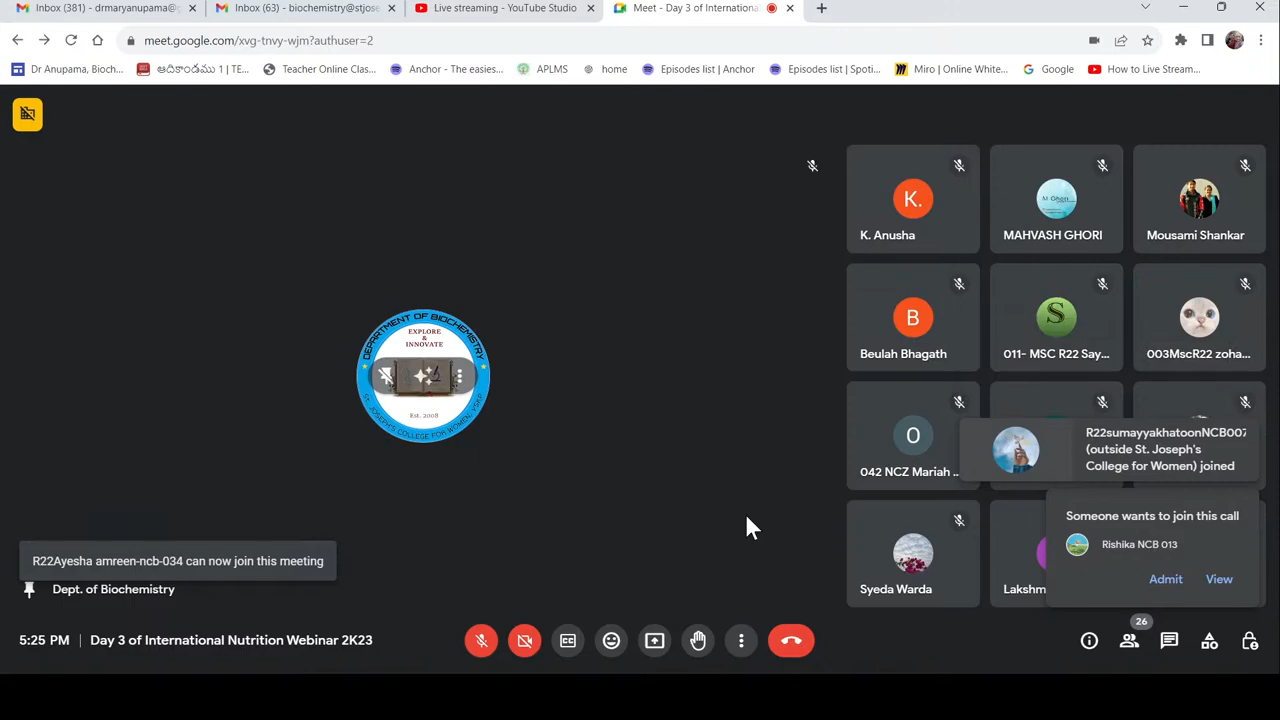 Inbox (381) - drmaryanupama@g
Inbox (63) - biochemistry@stjose
Live streaming - YouTube Studio
Meet - Day 3 of International
meet.google.com/xvg-tnvy-wjm?authuser=2
Dr Anupama, Bioch...
ఆదికాండము 1 | TE...
Teacher Online Clas...
Anchor - The easies...
APLMS
home
Episodes list | Anchor
Episodes list | Spoti...
Miro | Online White...
Google
How to Live Stream...
K.
K. Anusha
M. Ghori
MAHVASH GHORI
Mousami Shankar
B
Beulah Bhagath
S
011- MSC R22 Say...
003MscR22 zoha...
DEPARTMENT OF BIOCHEMISTRY
EXPLORE
&
INNOVATE
Est. 2008
ST. JOSEPH'S COLLEGE FOR WOMEN, VSKP
O
042 NCZ Mariah ...
R22sumayyakhatoonNCB007
(outside St. Joseph's
College for Women) joined
Someone wants to join this call
Rishika NCB 013
Admit
View
Syeda Warda
Lakshm
R22Ayesha amreen-ncb-034 can now join this meeting
Dept. of Biochemistry
5:25 PM
Day 3 of International Nutrition Webinar 2K23
26